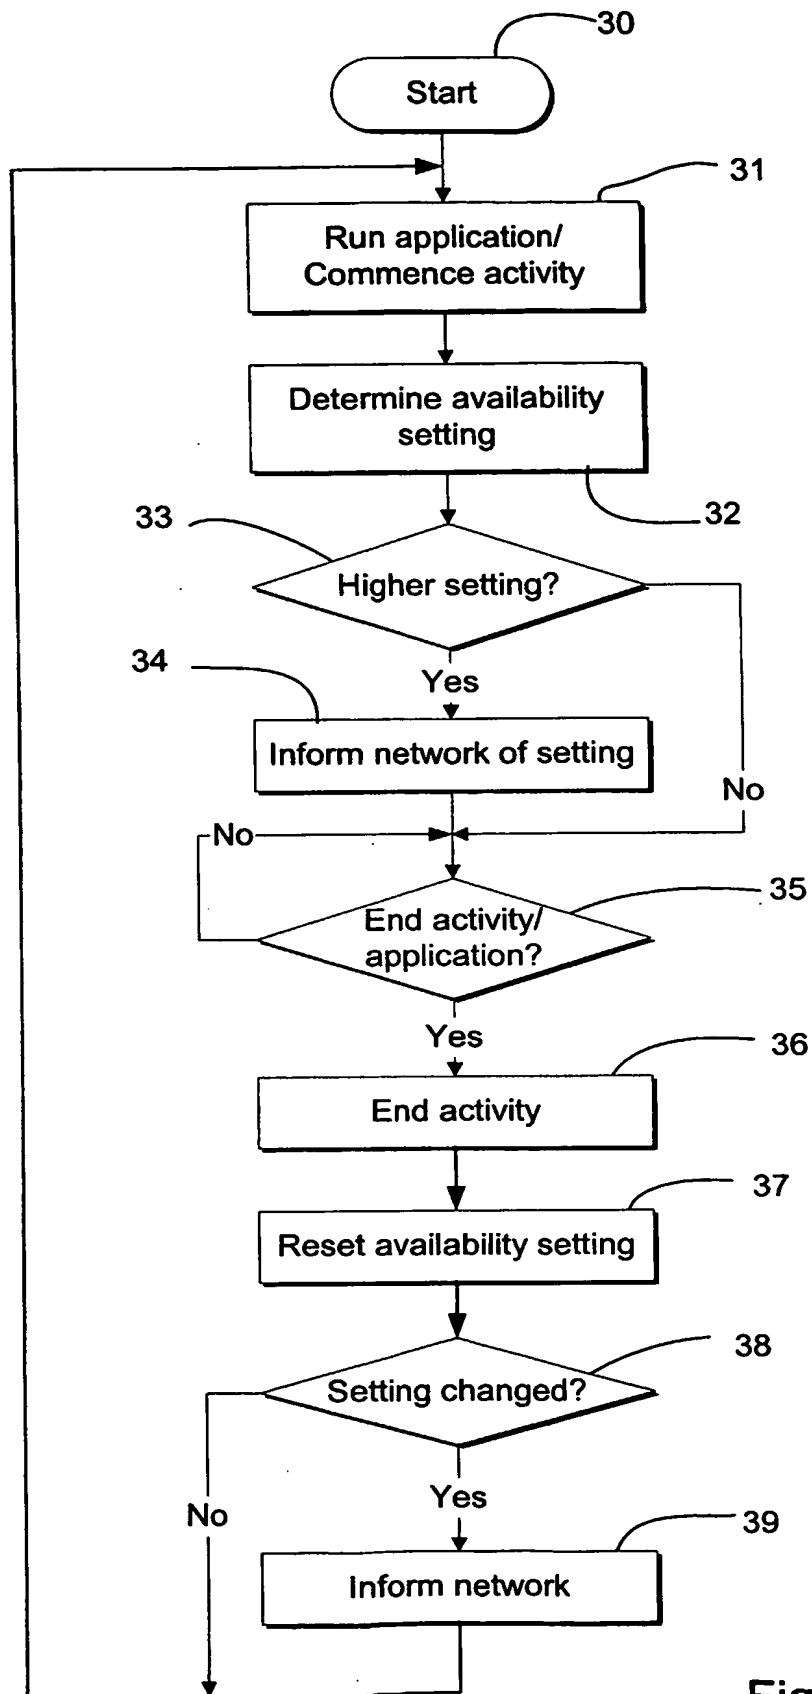 30
Start
31
Run application/
Commence activity
Determine availability
setting
32
33
Higher setting?
34
Yes
Inform network of setting
No
No
35
End activity/
application?
Yes
36
End activity
37
Reset availability setting
38
Setting changed?
Yes
No
39
Inform network